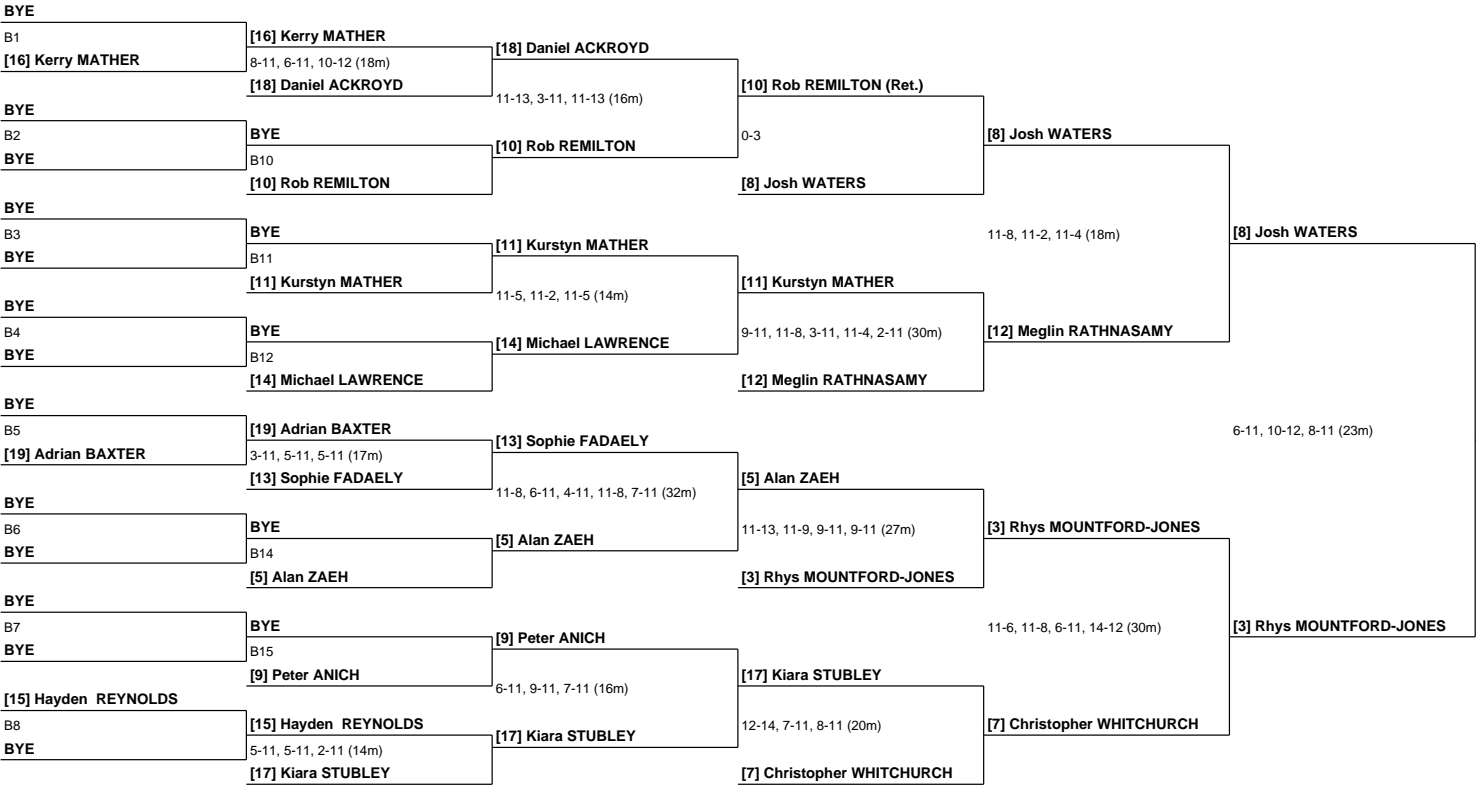 BYE
B1
[16] Kerry MATHER
BYE
B2
BYE
BYE
B3
BYE
BYE
B4
BYE
BYE
B5
[19] Adrian BAXTER
BYE
B6
BYE
BYE
B7
BYE
[15] Hayden  REYNOLDS
B8
BYE
[16] Kerry MATHER
8-11, 6-11, 10-12 (18m)
[18] Daniel ACKROYD
BYE
B10
[10] Rob REMILTON
BYE
B11
[11] Kurstyn MATHER
BYE
B12
[14] Michael LAWRENCE
[19] Adrian BAXTER
3-11, 5-11, 5-11 (17m)
[13] Sophie FADAELY
BYE
B14
[5] Alan ZAEH
BYE
B15
[9] Peter ANICH
[15] Hayden  REYNOLDS
5-11, 5-11, 2-11 (14m)
[17] Kiara STUBLEY
[18] Daniel ACKROYD
11-13, 3-11, 11-13 (16m)
[10] Rob REMILTON
[11] Kurstyn MATHER
11-5, 11-2, 11-5 (14m)
[14] Michael LAWRENCE
[13] Sophie FADAELY
11-8, 6-11, 4-11, 11-8, 7-11 (32m)
[5] Alan ZAEH
[9] Peter ANICH
6-11, 9-11, 7-11 (16m)
[17] Kiara STUBLEY
[10] Rob REMILTON (Ret.)
0-3
[8] Josh WATERS
[11] Kurstyn MATHER
9-11, 11-8, 3-11, 11-4, 2-11 (30m)
[12] Meglin RATHNASAMY
[5] Alan ZAEH
11-13, 11-9, 9-11, 9-11 (27m)
[3] Rhys MOUNTFORD-JONES
[17] Kiara STUBLEY
12-14, 7-11, 8-11 (20m)
[7] Christopher WHITCHURCH
[8] Josh WATERS
11-8, 11-2, 11-4 (18m)
[12] Meglin RATHNASAMY
[3] Rhys MOUNTFORD-JONES
11-6, 11-8, 6-11, 14-12 (30m)
[7] Christopher WHITCHURCH
[8] Josh WATERS
6-11, 10-12, 8-11 (23m)
[3] Rhys MOUNTFORD-JONES